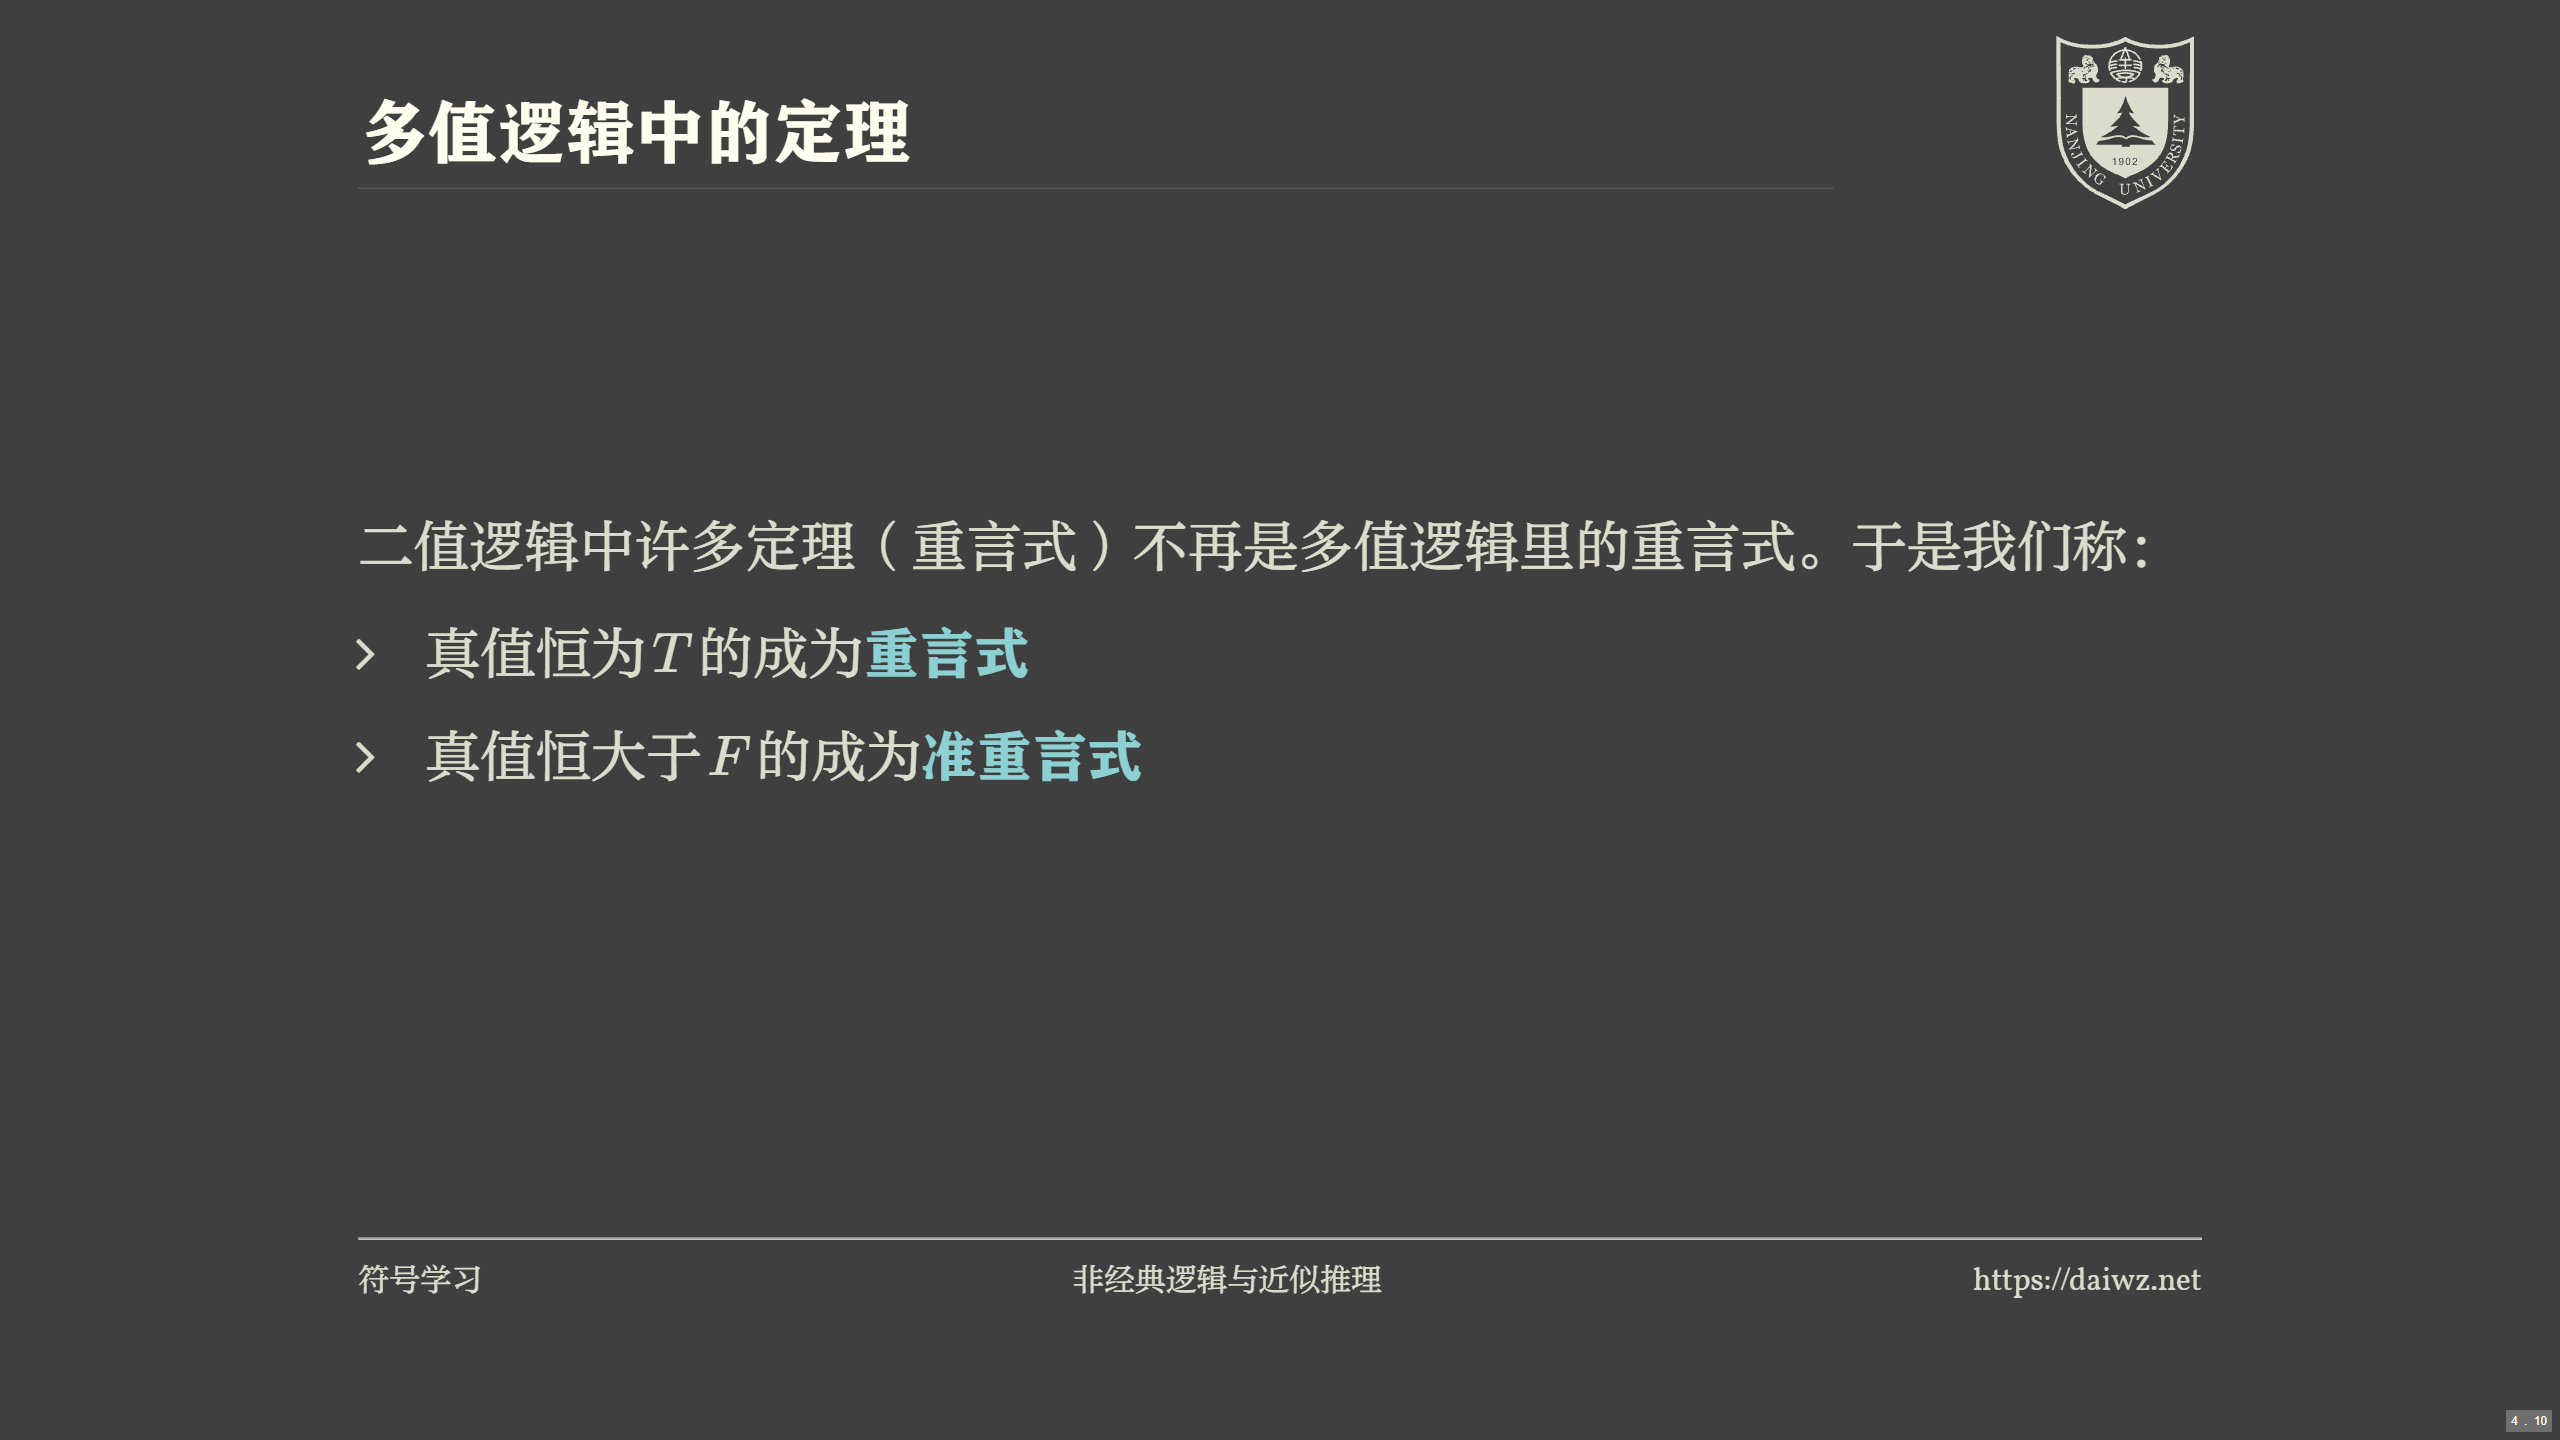 多值逻辑中的定理
NANJING UNIVERSITY
1902
二值逻辑中许多定理（重言式）不再是多值逻辑里的重言式。于是我们称：
真值恒为T的成为重言式
真值恒大于F的成为准重言式
符号学习
非经典逻辑与近似推理
https://daiwz.net
4 . 10